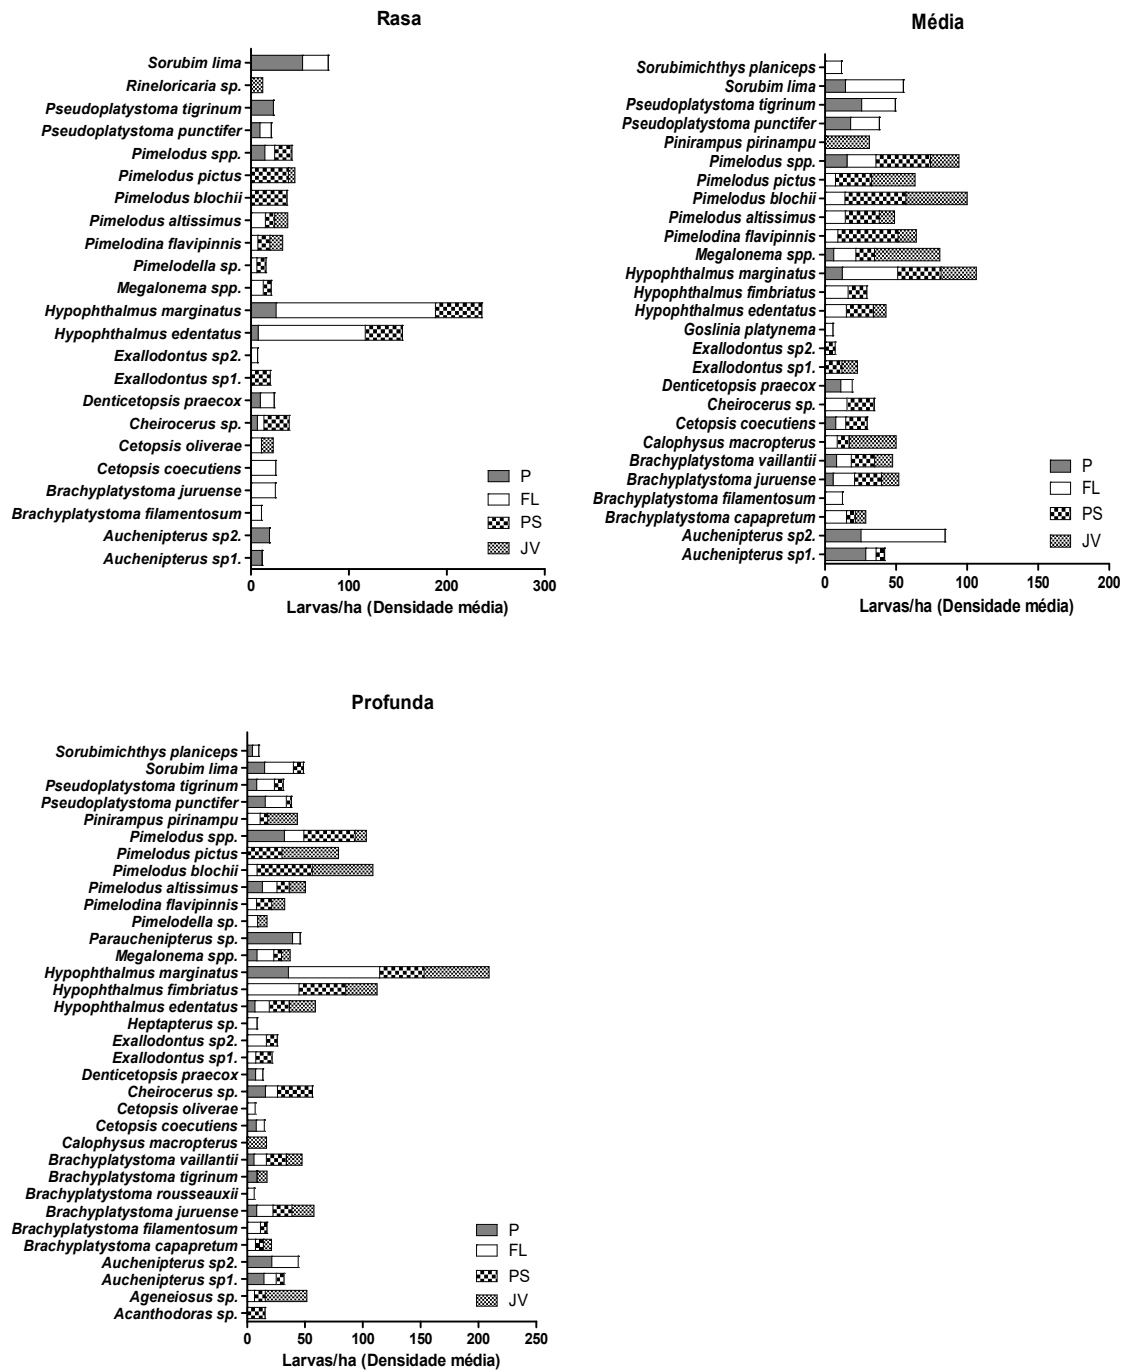 Rasa
Sorubim lima
Rineloricaria sp.
Pseudoplatystoma tigrinum
Pseudoplatystoma punctifer
Pimelodus spp.
Pimelodus pictus
Pimelodus blochii
Pimelodus altissimus
Pimelodina flavipinnis
Pimelodella sp.
Megalonema spp.
Hypophthalmus marginatus
Hypophthalmus edentatus
Exallodontus sp2.
Exallodontus sp1.
Denticetopsis praecox
Cheirocerus sp.
Cetopsis oliverae
Cetopsis coecutiens
Brachyplatystoma juruense
Brachyplatystoma filamentosum
Auchenipterus sp2.
Auchenipterus sp1.
P
FL
PS
JV
0 100 200 300
Larvas/ha (Densidade média)
Média
Sorubimichthys planiceps
Sorubim lima
Pseudoplatystoma tigrinum
Pseudoplatystoma punctifer
Pinirampus pirinampu
Pimelodus spp.
Pimelodus pictus
Pimelodus blochii
Pimelodus altissimus
Pimelodina flavipinnis
Megalonema spp.
Hypophthalmus marginatus
Hypophthalmus fimbriatus
Hypophthalmus edentatus
Goslinia platynema
Exallodontus sp2.
Exallodontus sp1.
Denticetopsis praecox
Cheirocerus sp.
Cetopsis coecutiens
Calophysus macropterus
Brachyplatystoma vaillantii
Brachyplatystoma juruense
Brachyplatystoma filamentosum
Brachyplatystoma capapretum
Auchenipterus sp2.
Auchenipterus sp1.
P
FL
PS
JV
0 50 100 150 200
Larvas/ha (Densidade média)
Profunda
Sorubimichthys planiceps
Sorubim lima
Pseudoplatystoma tigrinum
Pseudoplatystoma punctifer
Pinirampus pirinampu
Pimelodus spp.
Pimelodus pictus
Pimelodus blochii
Pimelodus altissimus
Pimelodina flavipinnis
Pimelodella sp.
Parauchenipterus sp.
Megalonema spp.
Hypophthalmus marginatus
Hypophthalmus fimbriatus
Hypophthalmus edentatus
Heptapterus sp.
Exallodontus sp2.
Exallodontus sp1.
Denticetopsis praecox
Cheirocerus sp.
Cetopsis oliverae
Cetopsis coecutiens
Calophysus macropterus
Brachyplatystoma vaillantii
Brachyplatystoma tigrinum
Brachyplatystoma rousseauxii
Brachyplatystoma juruense
Brachyplatystoma filamentosum
Brachyplatystoma capapretum
Auchenipterus sp2.
Auchenipterus sp1.
Ageneiosus sp.
Acanthodoras sp.
P
FL
PS
JV
0 50 100 150 200 250
Larvas/ha (Densidade média)